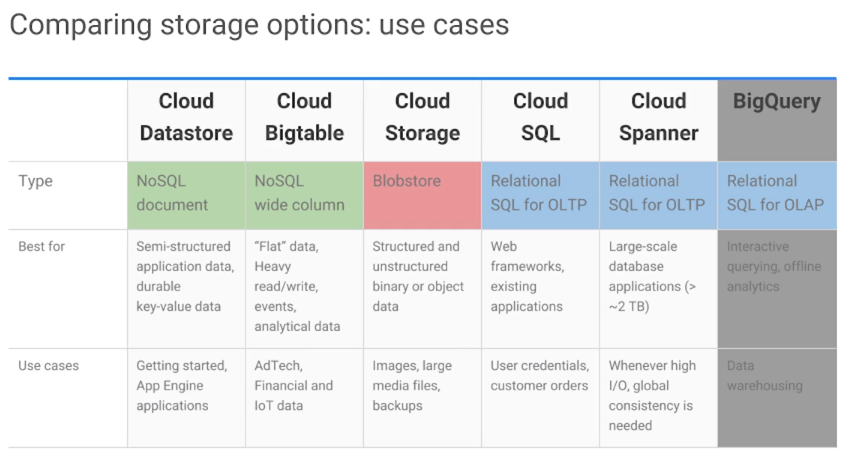 Comparing storage options: use cases
Cloud
Datastore
Cloud
Bigtable
Cloud
Storage
Cloud
SQL
Cloud
Spanner
BigQuery
Type
NoSQL
document
NoSQL
wide column
Blobstore
Relational
SQL for OLTP
Relational
SQL for OLTP
Relational
SQL for OLAP
Best for
Semi-structured
application data,
durable
key-value data
“Flat” data,
Heavy
read/write,
events,
analytical data
Structured and
unstructured
binary or object
data
Web
frameworks,
existing
applications
Large-scale
database
applications (>
~2 TB)
Interactive
querying, offline
analytics
Use cases
Getting started,
App Engine
applications
AdTech,
Financial and
IoT data
Images, large
media files,
backups
User credentials,
customer orders
Whenever high
I/O, global
consistency is
needed
Data
warehousing